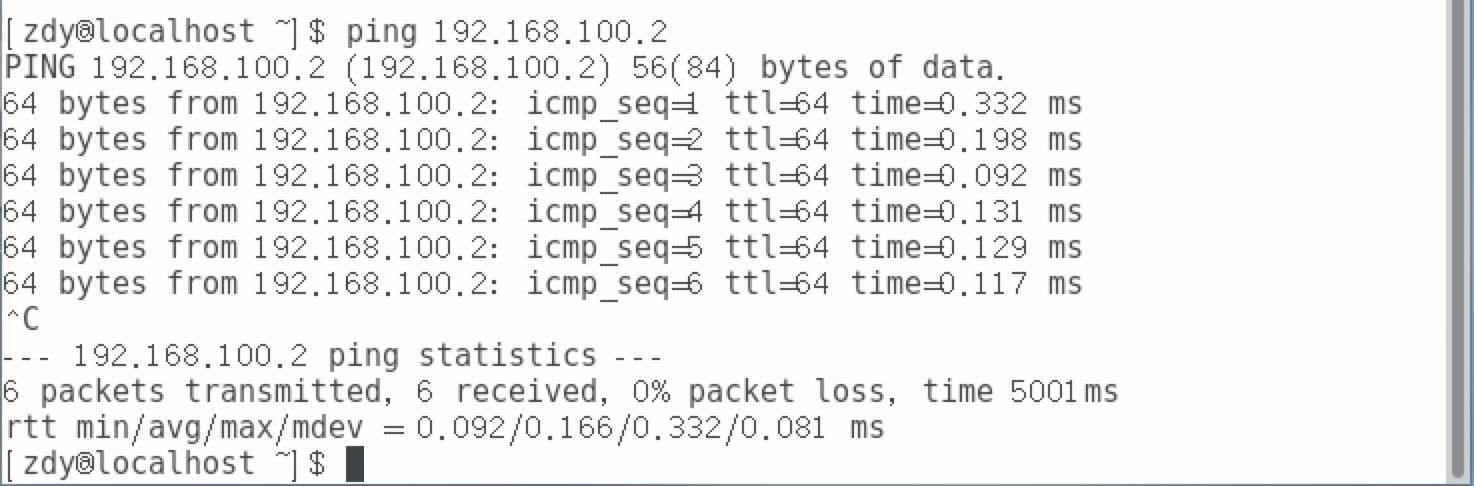 [zdy@localhost ~]$ ping 192.168.100.2
PING 192.168.100.2 (192.168.100.2) 56(84) bytes of data.
64 bytes from 192.168.100.2: icmp_seq=1 ttl=64 time=0.332 ms
64 bytes from 192.168.100.2: icmp_seq=2 ttl=64 time=0.198 ms
64 bytes from 192.168.100.2: icmp_seq=3 ttl=64 time=0.092 ms
64 bytes from 192.168.100.2: icmp_seq=4 ttl=64 time=0.131 ms
64 bytes from 192.168.100.2: icmp_seq=5 ttl=64 time=0.129 ms
64 bytes from 192.168.100.2: icmp_seq=6 ttl=64 time=0.117 ms
^C
--- 192.168.100.2 ping statistics ---
6 packets transmitted, 6 received, 0% packet loss, time 5001ms
rtt min/avg/max/mdev = 0.092/0.166/0.332/0.081 ms
[zdy@localhost ~]$